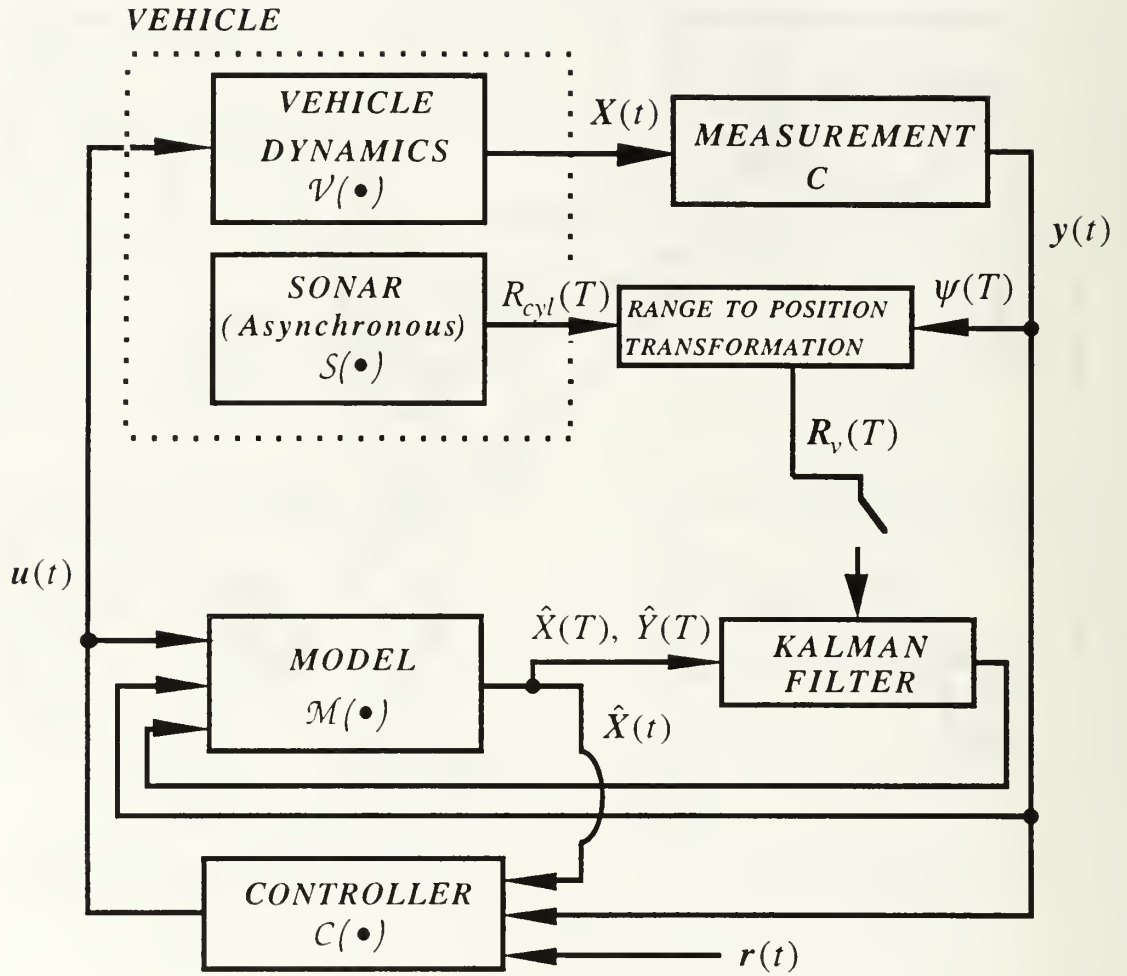 VEHICLE
VEHICLE
DYNAMICS
𝒱(•)
X(t)
MEASUREMENT
C
y(t)
SONAR
(Asynchronous)
S(•)
R_cyl(T)
RANGE TO POSITION
TRANSFORMATION
ψ(T)
R_v(T)
u(t)
MODEL
ℳ(•)
X̂(T), Ŷ(T)
KALMAN
FILTER
X̂(t)
CONTROLLER
C(•)
r(t)